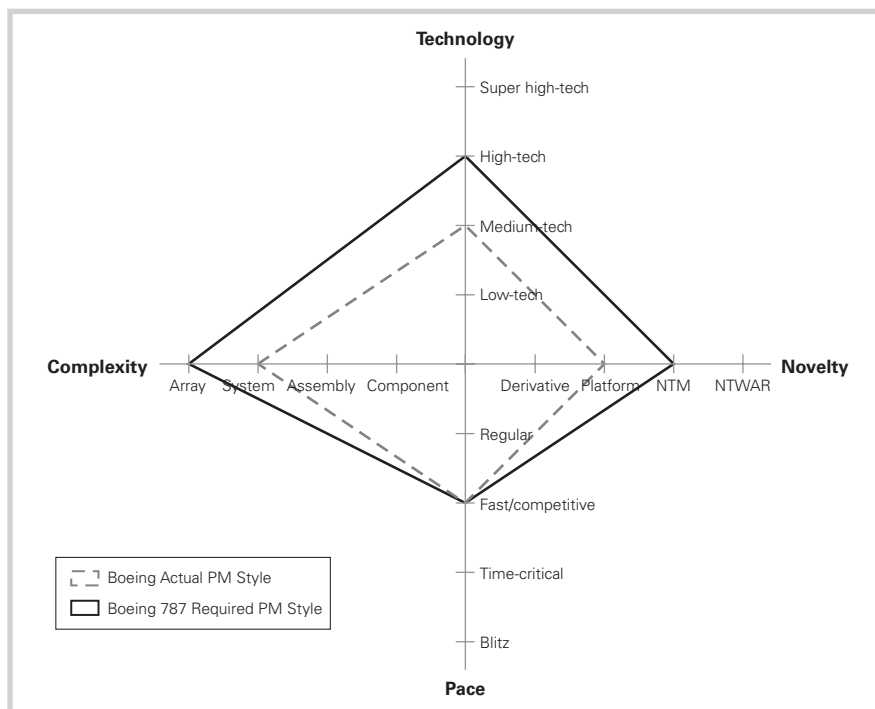 Technology
Super high-tech
High-tech
Medium-tech
Low-tech
Complexity
Novelty
Array System Assembly Component Derivative Platform NTM NTWAR
Regular
Fast/competitive
Time-critical
Blitz
Pace
Boeing Actual PM Style
Boeing 787 Required PM Style